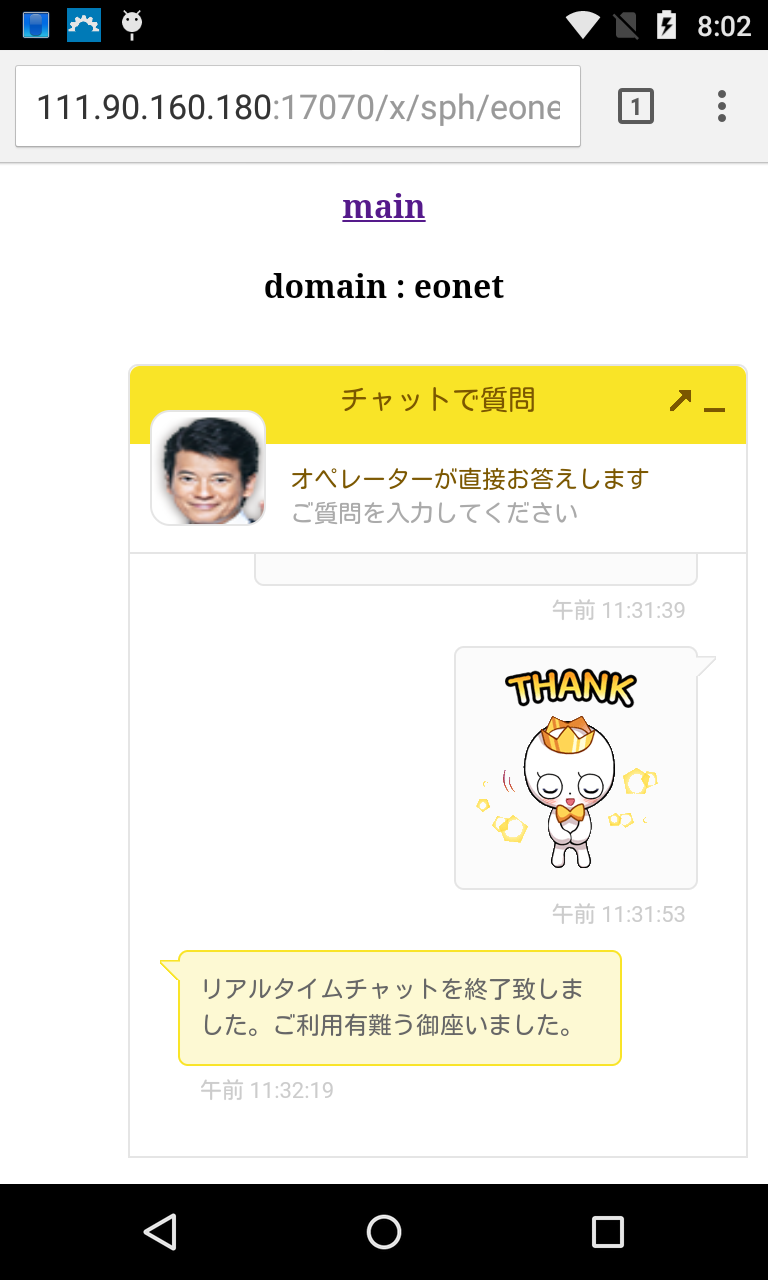 8:02
111.90.160.180:17070/x/sph/eone
1
main
domain : eonet
チャットで質問
オペレーターが直接お答えします
ご質問を入力してください
午前 11:31:39
THANK
午前 11:31:53
リアルタイムチャットを終了致しま
した。ご利用有難う御座いました。
午前 11:32:19